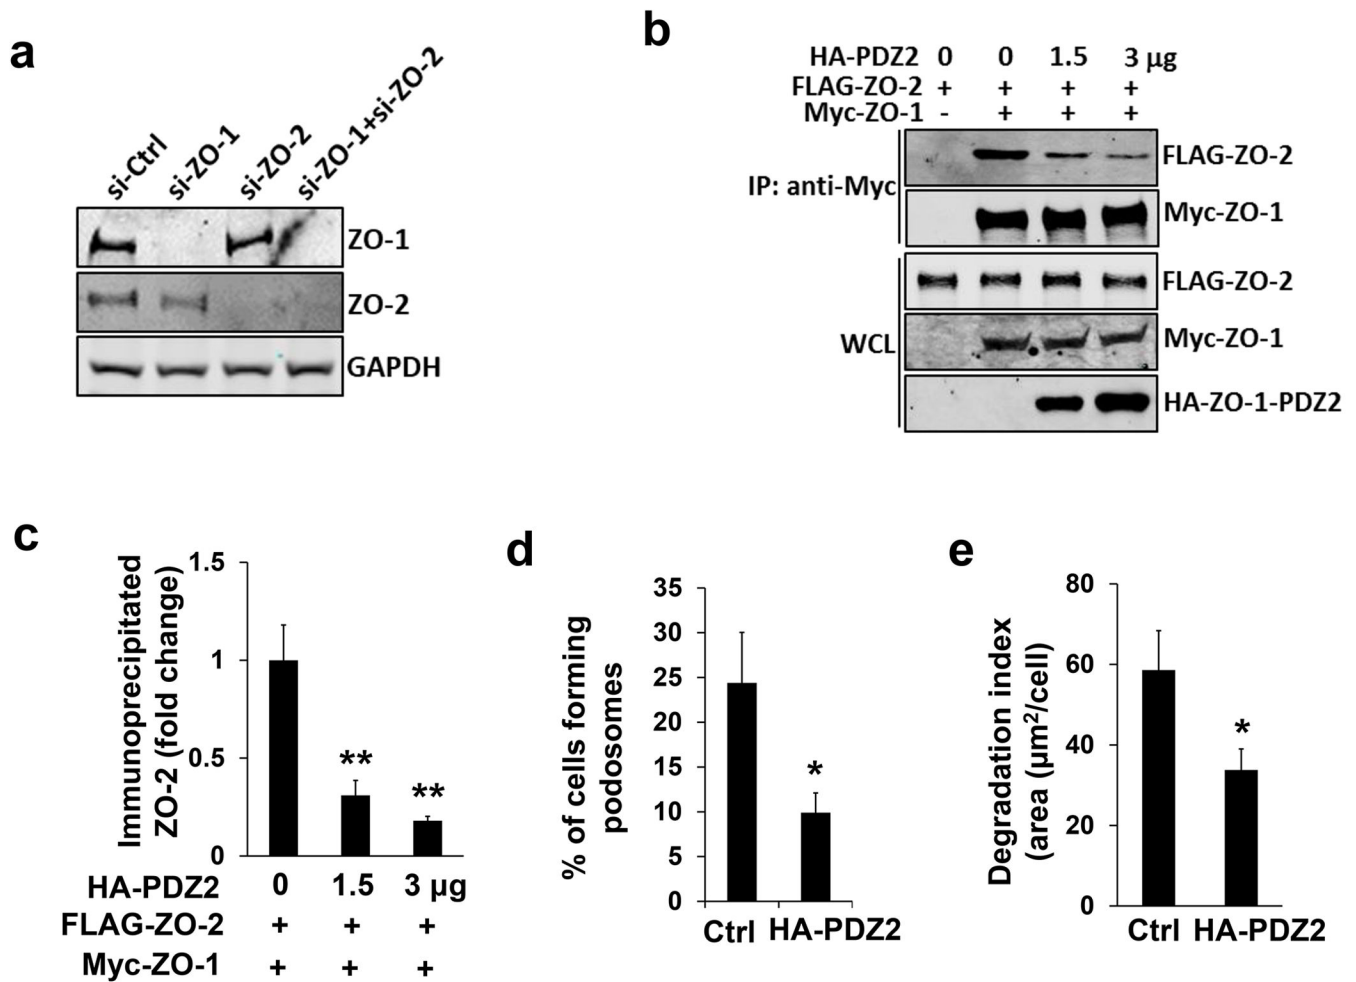 a
si-Ctrl
si-ZO-1
si-ZO-2
si-ZO-1+si-ZO-2
ZO-1
ZO-2
GAPDH
b
HA-PDZ2 0 0 1.5 3 µg
FLAG-ZO-2 + + + +
Myc-ZO-1 - + + +
IP: anti-Myc
FLAG-ZO-2
Myc-ZO-1
WCL
FLAG-ZO-2
Myc-ZO-1
HA-ZO-1-PDZ2
c
Immunoprecipitated
ZO-2 (fold change)
1.5
1
0.5
0
**
**
HA-PDZ2 0 1.5 3 µg
FLAG-ZO-2 + + +
Myc-ZO-1 + + +
d
% of cells forming
podosomes
35
30
25
20
15
10
5
0
*
Ctrl HA-PDZ2
e
Degradation index
(area (µm²/cell)
80
60
40
20
0
*
Ctrl HA-PDZ2